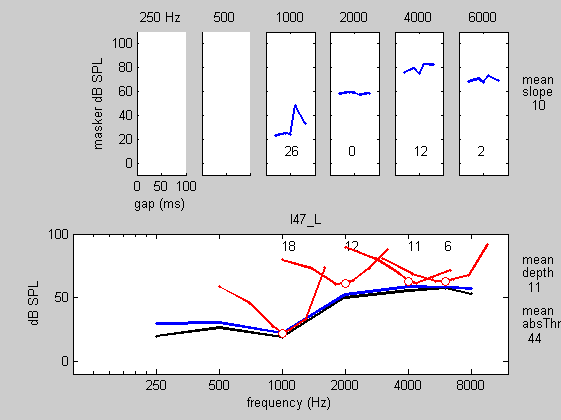 250 Hz 500 1000 2000 4000 6000
masker dB SPL
100
80
60
40
20
0
26 0 12 2
0 50 100
gap (ms)
mean
slope
10
I47_L
dB SPL
100
50
0
18 12 11 6
250 500 1000 2000 4000 8000
frequency (Hz)
mean
depth
11
mean
absThr
44